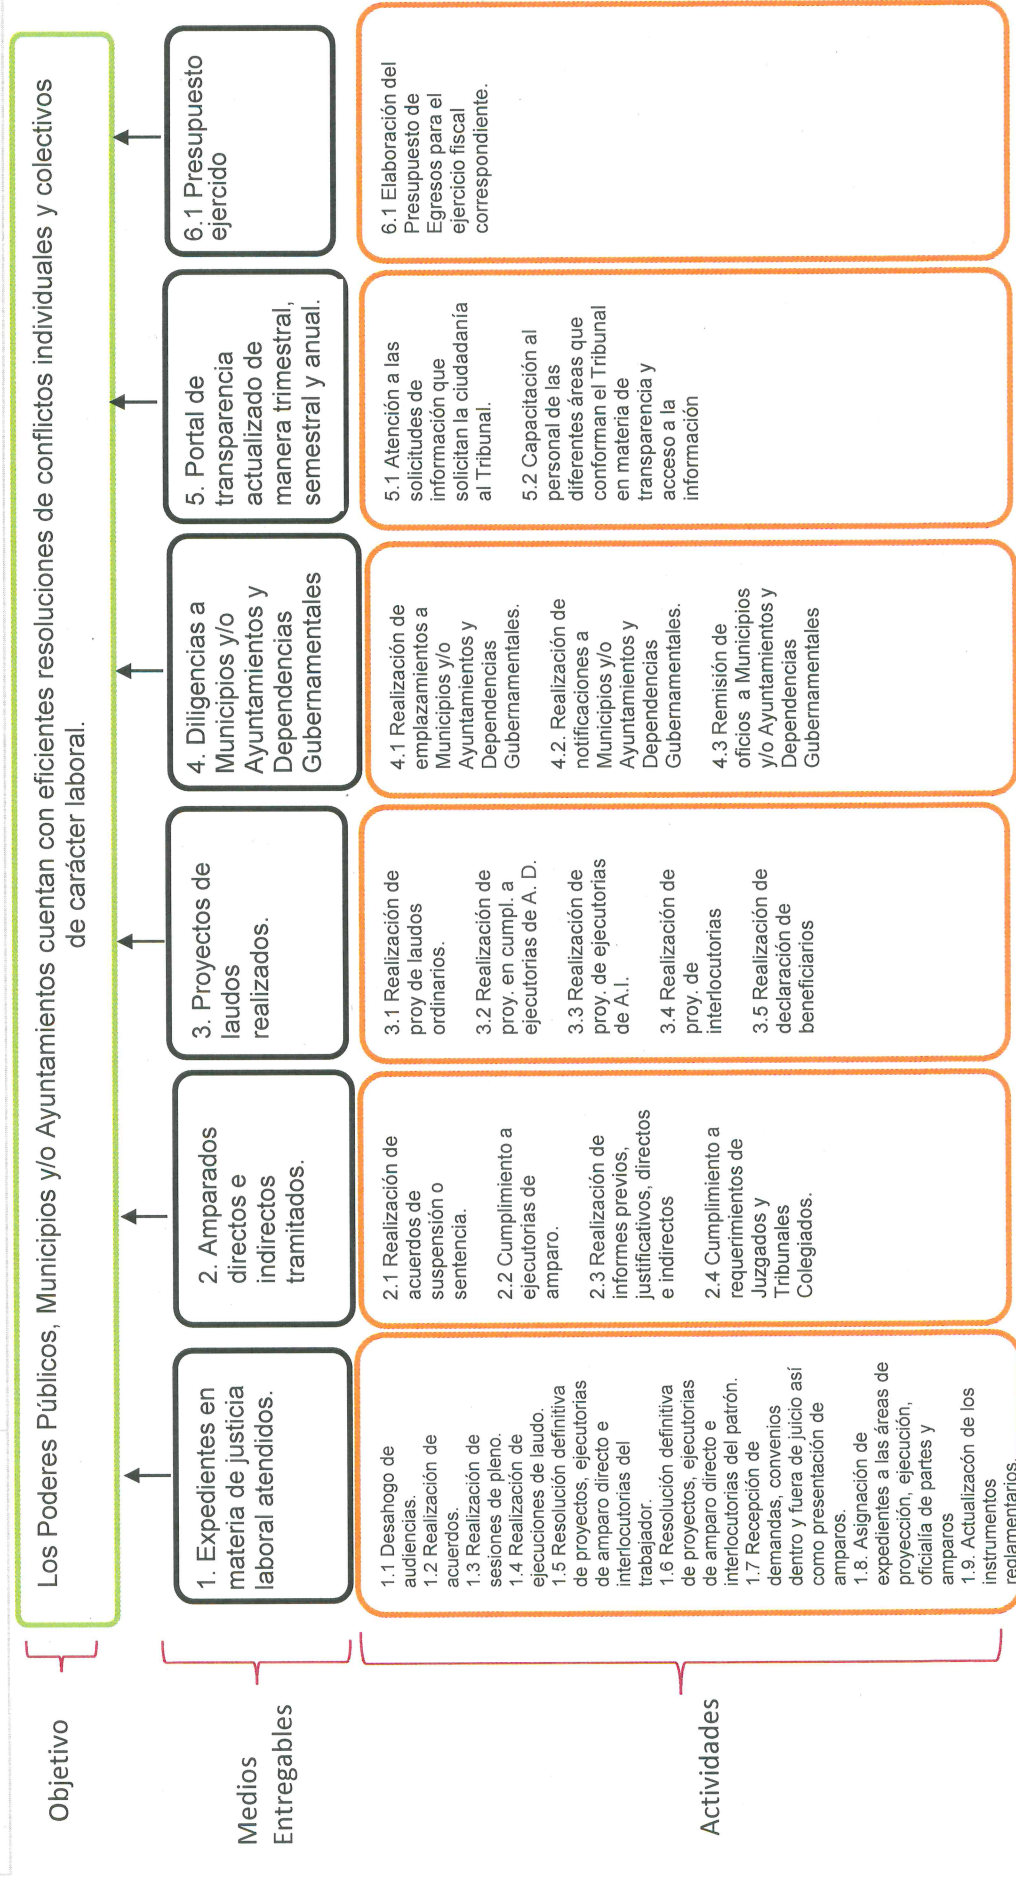 Objetivo
Los Poderes Públicos, Municipios y/o Ayuntamientos cuentan con eficientes resoluciones de conflictos individuales y colectivos
de carácter laboral.
Medios
Entregables
1. Expedientes en
materia de justicia
laboral atendidos.
2. Amparados
directos e
indirectos
tramitados.
3. Proyectos de
laudos
realizados.
4. Diligencias a
Municipios y/o
Ayuntamientos y
Dependencias
Gubernamentales
5. Portal de
transparencia
actualizado de
manera trimestral,
semestral y anual.
6.1 Presupuesto
ejercido
Actividades
1.1 Desahogo de
audiencias.
1.2 Realización de
acuerdos.
1.3 Realización de
sesiones de pleno.
1.4 Realización de
ejecuciones de laudo.
1.5 Resolución definitiva
de proyectos, ejecutorias
de amparo directo e
interlocutorias del
trabajador.
1.6 Resolución definitiva
de proyectos, ejecutorias
de amparo directo e
interlocutorias del patrón.
1.7 Recepción de
demandas, convenios
dentro y fuera de juicio así
como presentación de
amparos.
1.8. Asignación de
expedientes a las áreas de
proyección, ejecución,
oficialía de partes y
amparos
1.9. Actualizacón de los
instrumentos
reglamentarios.
2.1 Realización de
acuerdos de
suspensión o
sentencia.
2.2 Cumplimiento a
ejecutorias de
amparo.
2.3 Realización de
informes previos,
justificativos, directos
e indirectos
2.4 Cumplimiento a
requerimientos de
Juzgados y
Tribunales
Colegiados.
3.1 Realización de
proy de laudos
ordinarios.
3.2 Realización de
proy. en cumpl. a
ejecutorias de A. D.
3.3 Realización de
proy. de ejecutorias
de A.I.
3.4 Realización de
proy. de
interlocutorias
3.5 Realización de
declaración de
beneficiarios
4.1 Realización de
emplazamientos a
Municipios y/o
Ayuntamientos y
Dependencias
Gubernamentales.
4.2. Realización de
notificaciones a
Municipios y/o
Ayuntamientos y
Dependencias
Gubernamentales.
4.3 Remisión de
oficios a Municipios
y/o Ayuntamientos y
Dependencias
Gubernamentales
5.1 Atención a las
solicitudes de
información que
solicitan la ciudadanía
al Tribunal.
5.2 Capacitación al
personal de las
diferentes áreas que
conforman el Tribunal
en materia de
transparencia y
acceso a la
información
6.1 Elaboración del
Presupuesto de
Egresos para el
ejercicio fiscal
correspondiente.